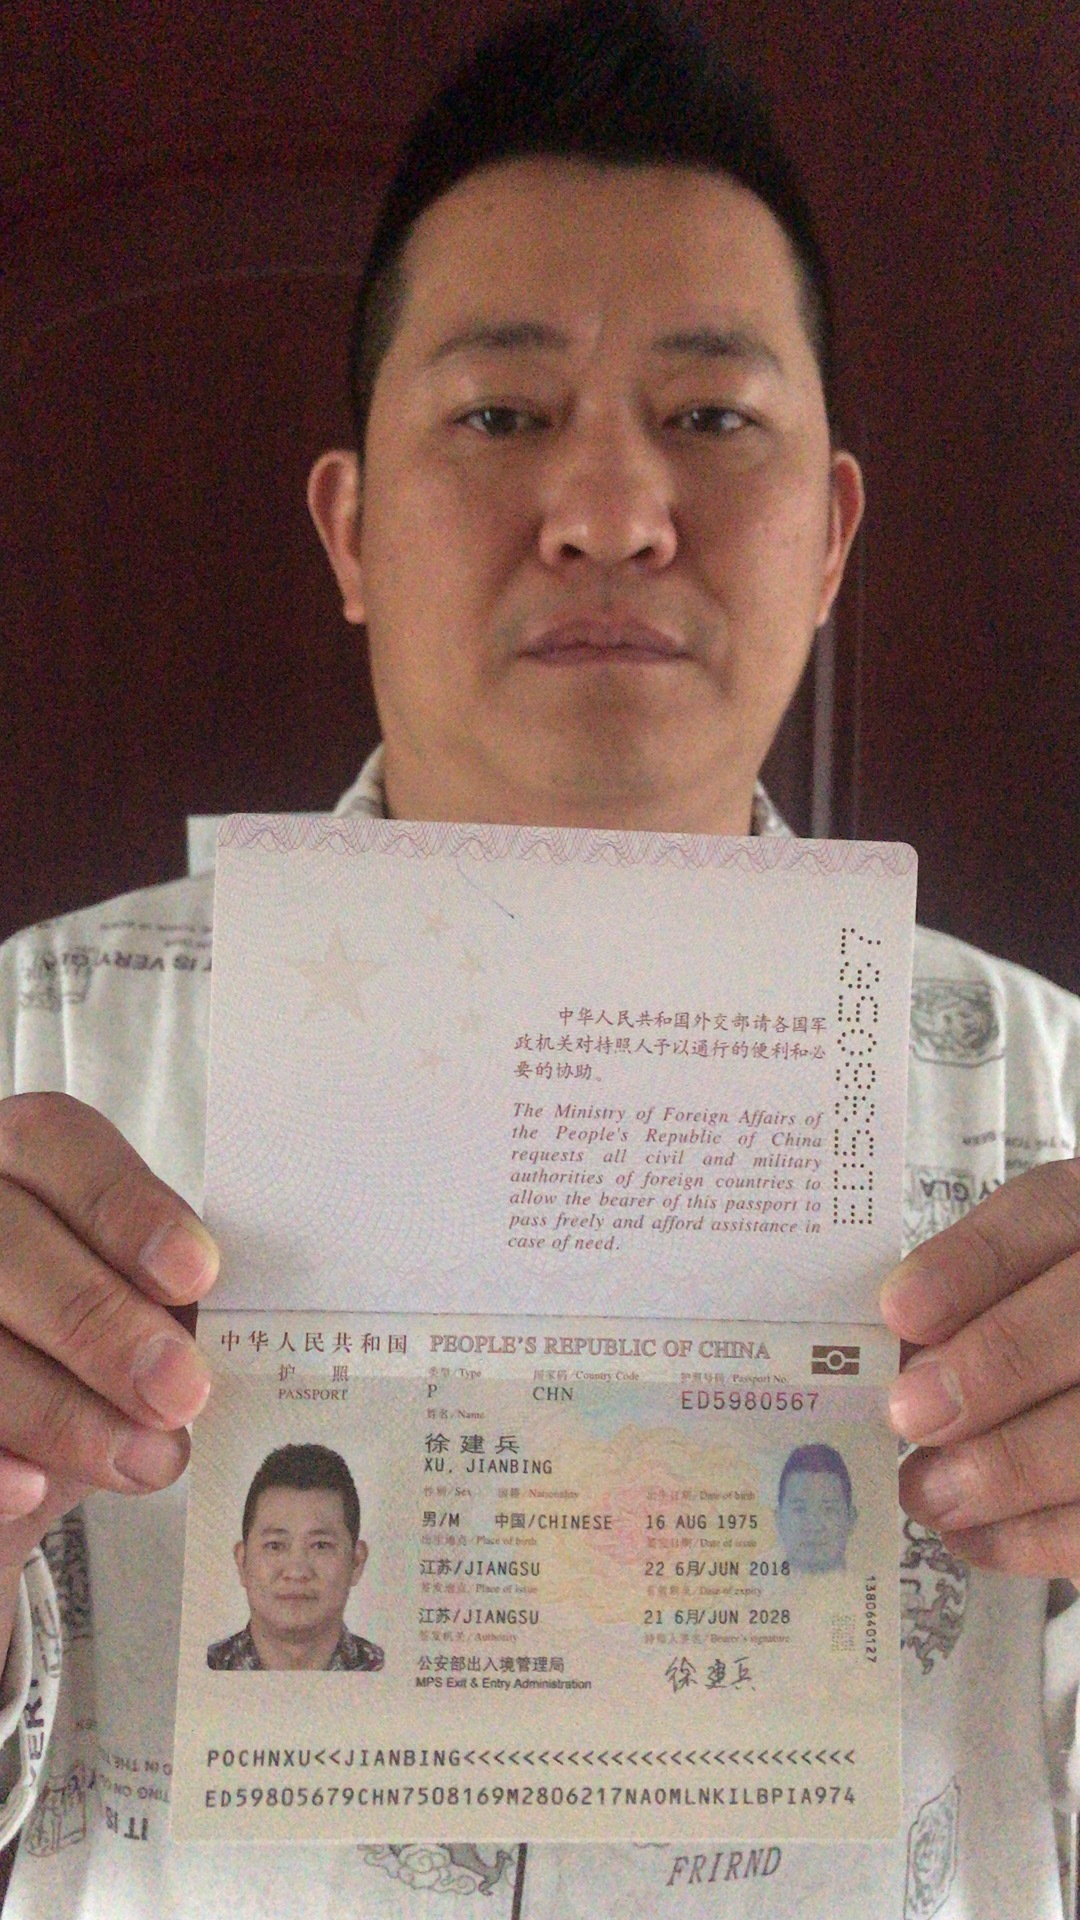 IT IS VERY GLA
中华人民共和国外交部请各国军
政机关对持照人予以通行的便利和必
要的协助。
The Ministry of Foreign Affairs of
the People's Republic of China
requests all civil and military
authorities of foreign countries to
allow the bearer of this passport to
pass freely and afford assistance in
case of need.
ED5980567
中华人民共和国 PEOPLE'S REPUBLIC OF CHINA
护 照
PASSPORT
类型/Type 国家码/Country Code 护照号码/Passport No.
P CHN ED5980567
姓名/Name
徐建兵
XU, JIANBING
性别/Sex 国籍/Nationality 出生日期/Date of birth
男/M 中国/CHINESE 16 AUG 1975
出生地点/Place of birth 签发日期/Date of issue
江苏/JIANGSU 22 6月/JUN 2018
签发地点/Place of issue 有效期至/Date of expiry
江苏/JIANGSU 21 6月/JUN 2028
签发机关/Authority 持照人签名/Bearer's signature
公安部出入境管理局 徐建兵
MPS Exit & Entry Administration
1380640127
POCHNXU<<JIANBING<<<<<<<<<<<<<<<<<<<<<<<<<<<
ED59805679CHN7508169M2806217NAOMLNKILBPIA974
IT IS
FRIRND